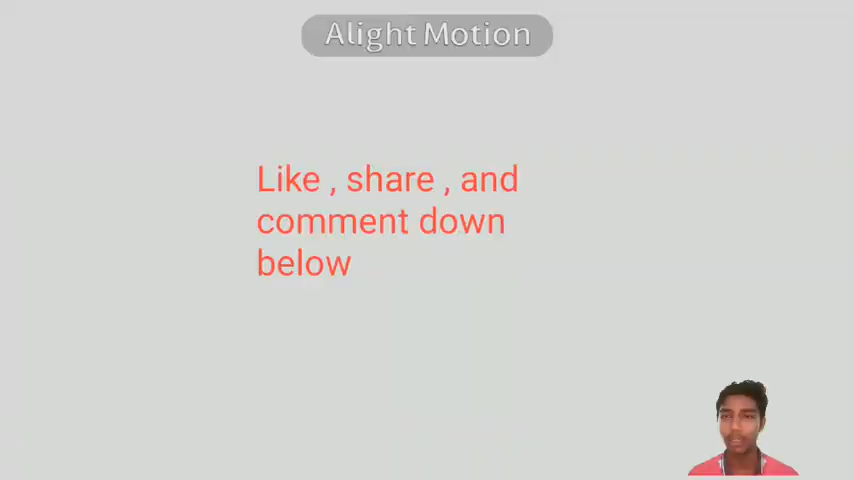 Alight Motion
Like , share , and
comment down
below